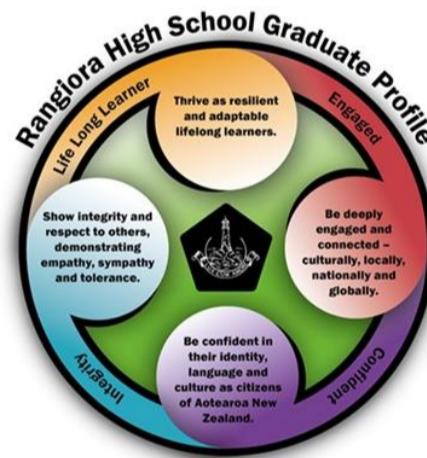 Rangiora High School Graduate Profile
Life Long Learner
Engaged
Thrive as resilient
and adaptable
lifelong learners.
Show integrity and
respect to others,
demonstrating
empathy, sympathy
and tolerance.
Be deeply
engaged and
connected –
culturally, locally,
nationally and
globally.
Be confident in
their identity,
language and
culture as citizens
of Aotearoa New
Zealand.
Integrity
Confident